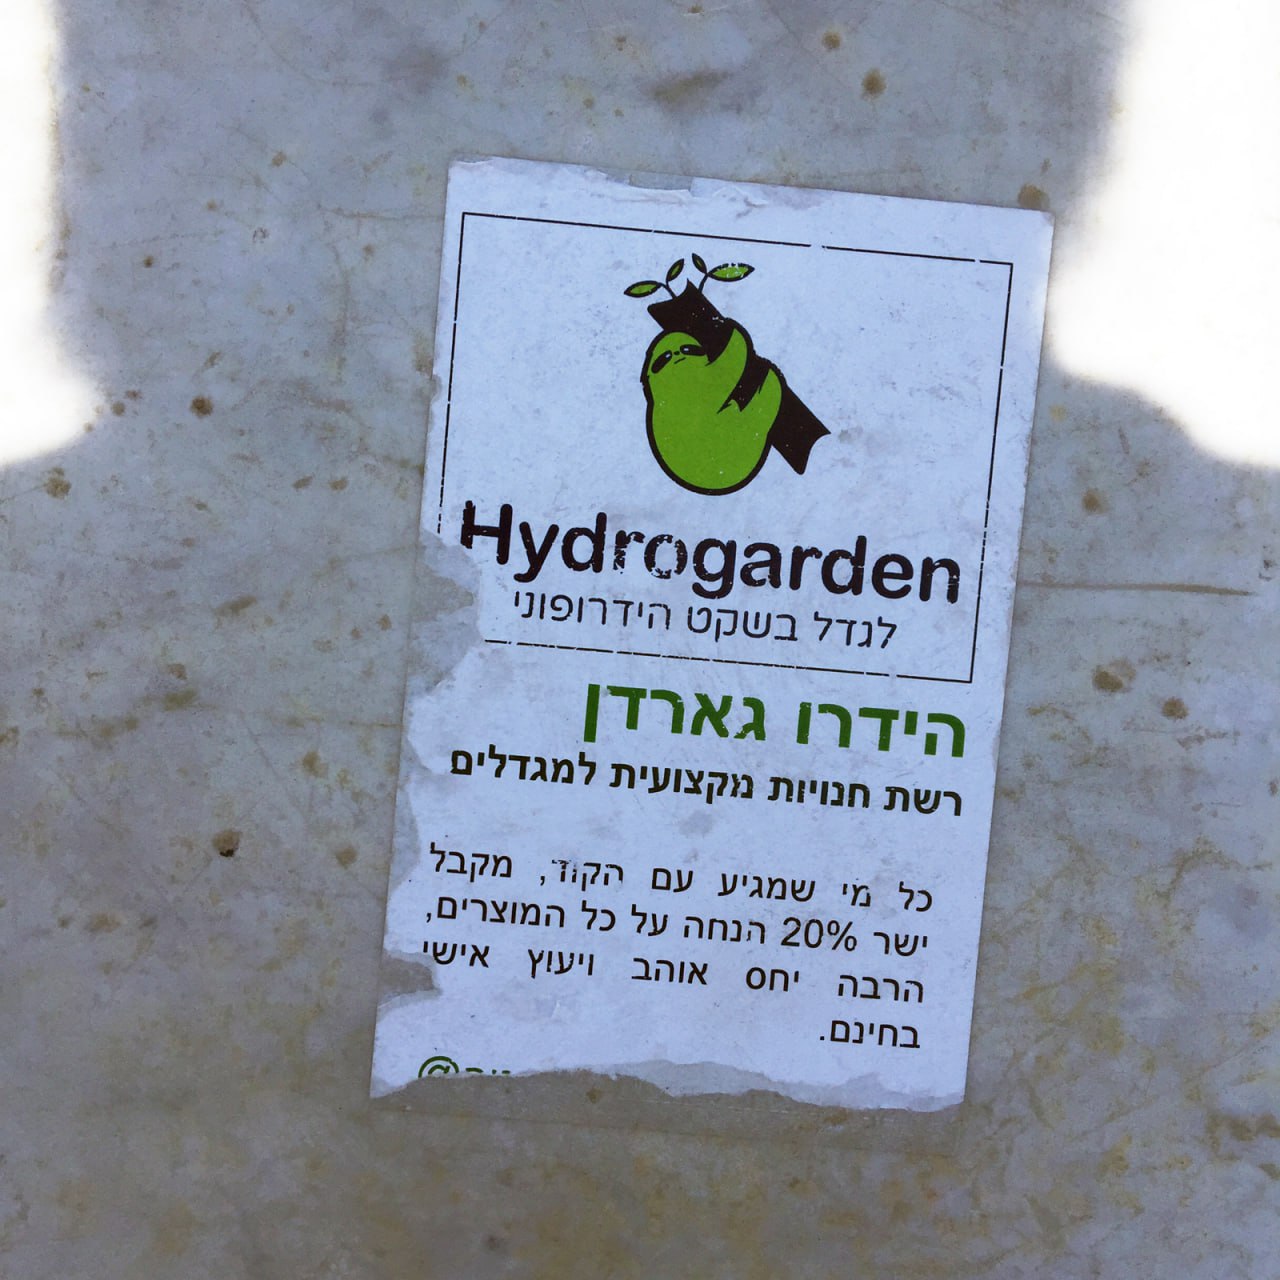 Hydrogarden
לגדל בשקט הידרופוני
הידרו גארדן
רשת חנויות מקצועית למגדלים
כל מי שמגיע עם הקוד, מקבל
ישר 20% הנחה על כל המוצרים,
הרבה יחס אוהב ויעוץ אישי
בחינם.